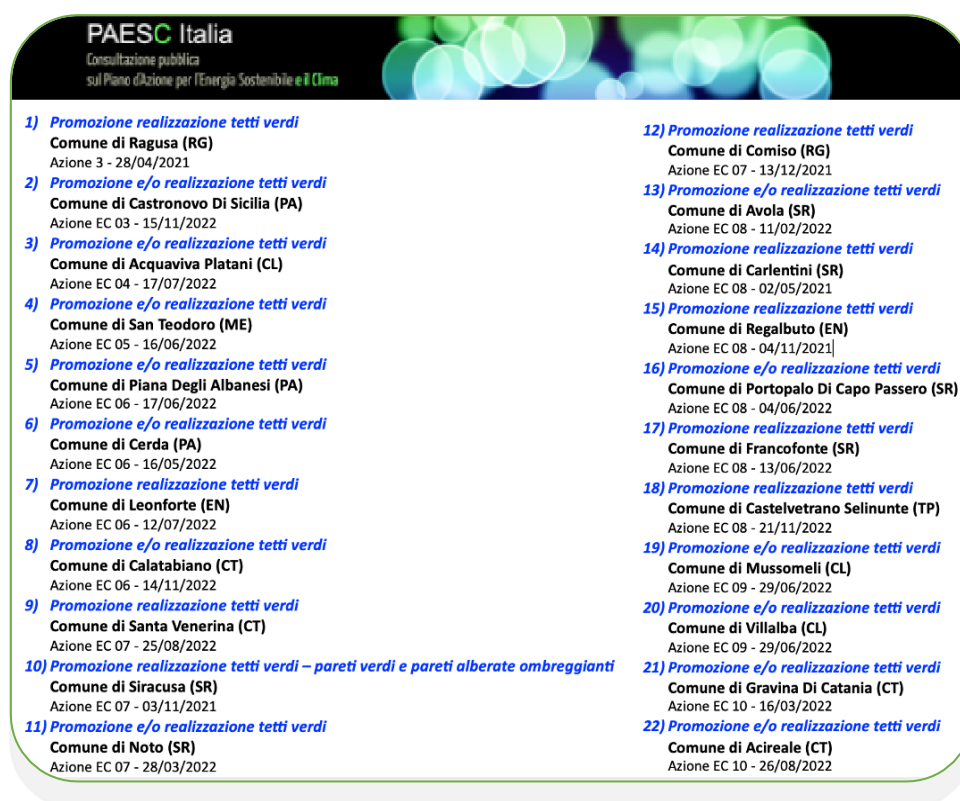 PAESC Italia
Consultazione pubblica
sul Piano d'Azione per l'Energia Sostenibile e il Clima
1) Promozione realizzazione tetti verdi
Comune di Ragusa (RG)
Azione 3 - 28/04/2021
2) Promozione e/o realizzazione tetti verdi
Comune di Castronovo Di Sicilia (PA)
Azione EC 03 - 15/11/2022
3) Promozione e/o realizzazione tetti verdi
Comune di Acquaviva Platani (CL)
Azione EC 04 - 17/07/2022
4) Promozione e/o realizzazione tetti verdi
Comune di San Teodoro (ME)
Azione EC 05 - 16/06/2022
5) Promozione e/o realizzazione tetti verdi
Comune di Piana Degli Albanesi (PA)
Azione EC 06 - 17/06/2022
6) Promozione e/o realizzazione tetti verdi
Comune di Cerda (PA)
Azione EC 06 - 16/05/2022
7) Promozione realizzazione tetti verdi
Comune di Leonforte (EN)
Azione EC 06 - 12/07/2022
8) Promozione e/o realizzazione tetti verdi
Comune di Calatabiano (CT)
Azione EC 06 - 14/11/2022
9) Promozione realizzazione tetti verdi
Comune di Santa Venerina (CT)
Azione EC 07 - 25/08/2022
10) Promozione realizzazione tetti verdi – pareti verdi e pareti alberate ombreggianti
Comune di Siracusa (SR)
Azione EC 07 - 03/11/2021
11) Promozione e/o realizzazione tetti verdi
Comune di Noto (SR)
Azione EC 07 - 28/03/2022
12) Promozione realizzazione tetti verdi
Comune di Comiso (RG)
Azione EC 07 - 13/12/2021
13) Promozione e/o realizzazione tetti verdi
Comune di Avola (SR)
Azione EC 08 - 11/02/2022
14) Promozione realizzazione tetti verdi
Comune di Carlentini (SR)
Azione EC 08 - 02/05/2021
15) Promozione realizzazione tetti verdi
Comune di Regalbuto (EN)
Azione EC 08 - 04/11/2021
16) Promozione e/o realizzazione tetti verdi
Comune di Portopalo Di Capo Passero (SR)
Azione EC 08 - 04/06/2022
17) Promozione realizzazione tetti verdi
Comune di Francofonte (SR)
Azione EC 08 - 13/06/2022
18) Promozione realizzazione tetti verdi
Comune di Castelvetrano Selinunte (TP)
Azione EC 08 - 21/11/2022
19) Promozione e/o realizzazione tetti verdi
Comune di Mussomeli (CL)
Azione EC 09 - 29/06/2022
20) Promozione e/o realizzazione tetti verdi
Comune di Villalba (CL)
Azione EC 09 - 29/06/2022
21) Promozione e/o realizzazione tetti verdi
Comune di Gravina Di Catania (CT)
Azione EC 10 - 16/03/2022
22) Promozione e/o realizzazione tetti verdi
Comune di Acireale (CT)
Azione EC 10 - 26/08/2022